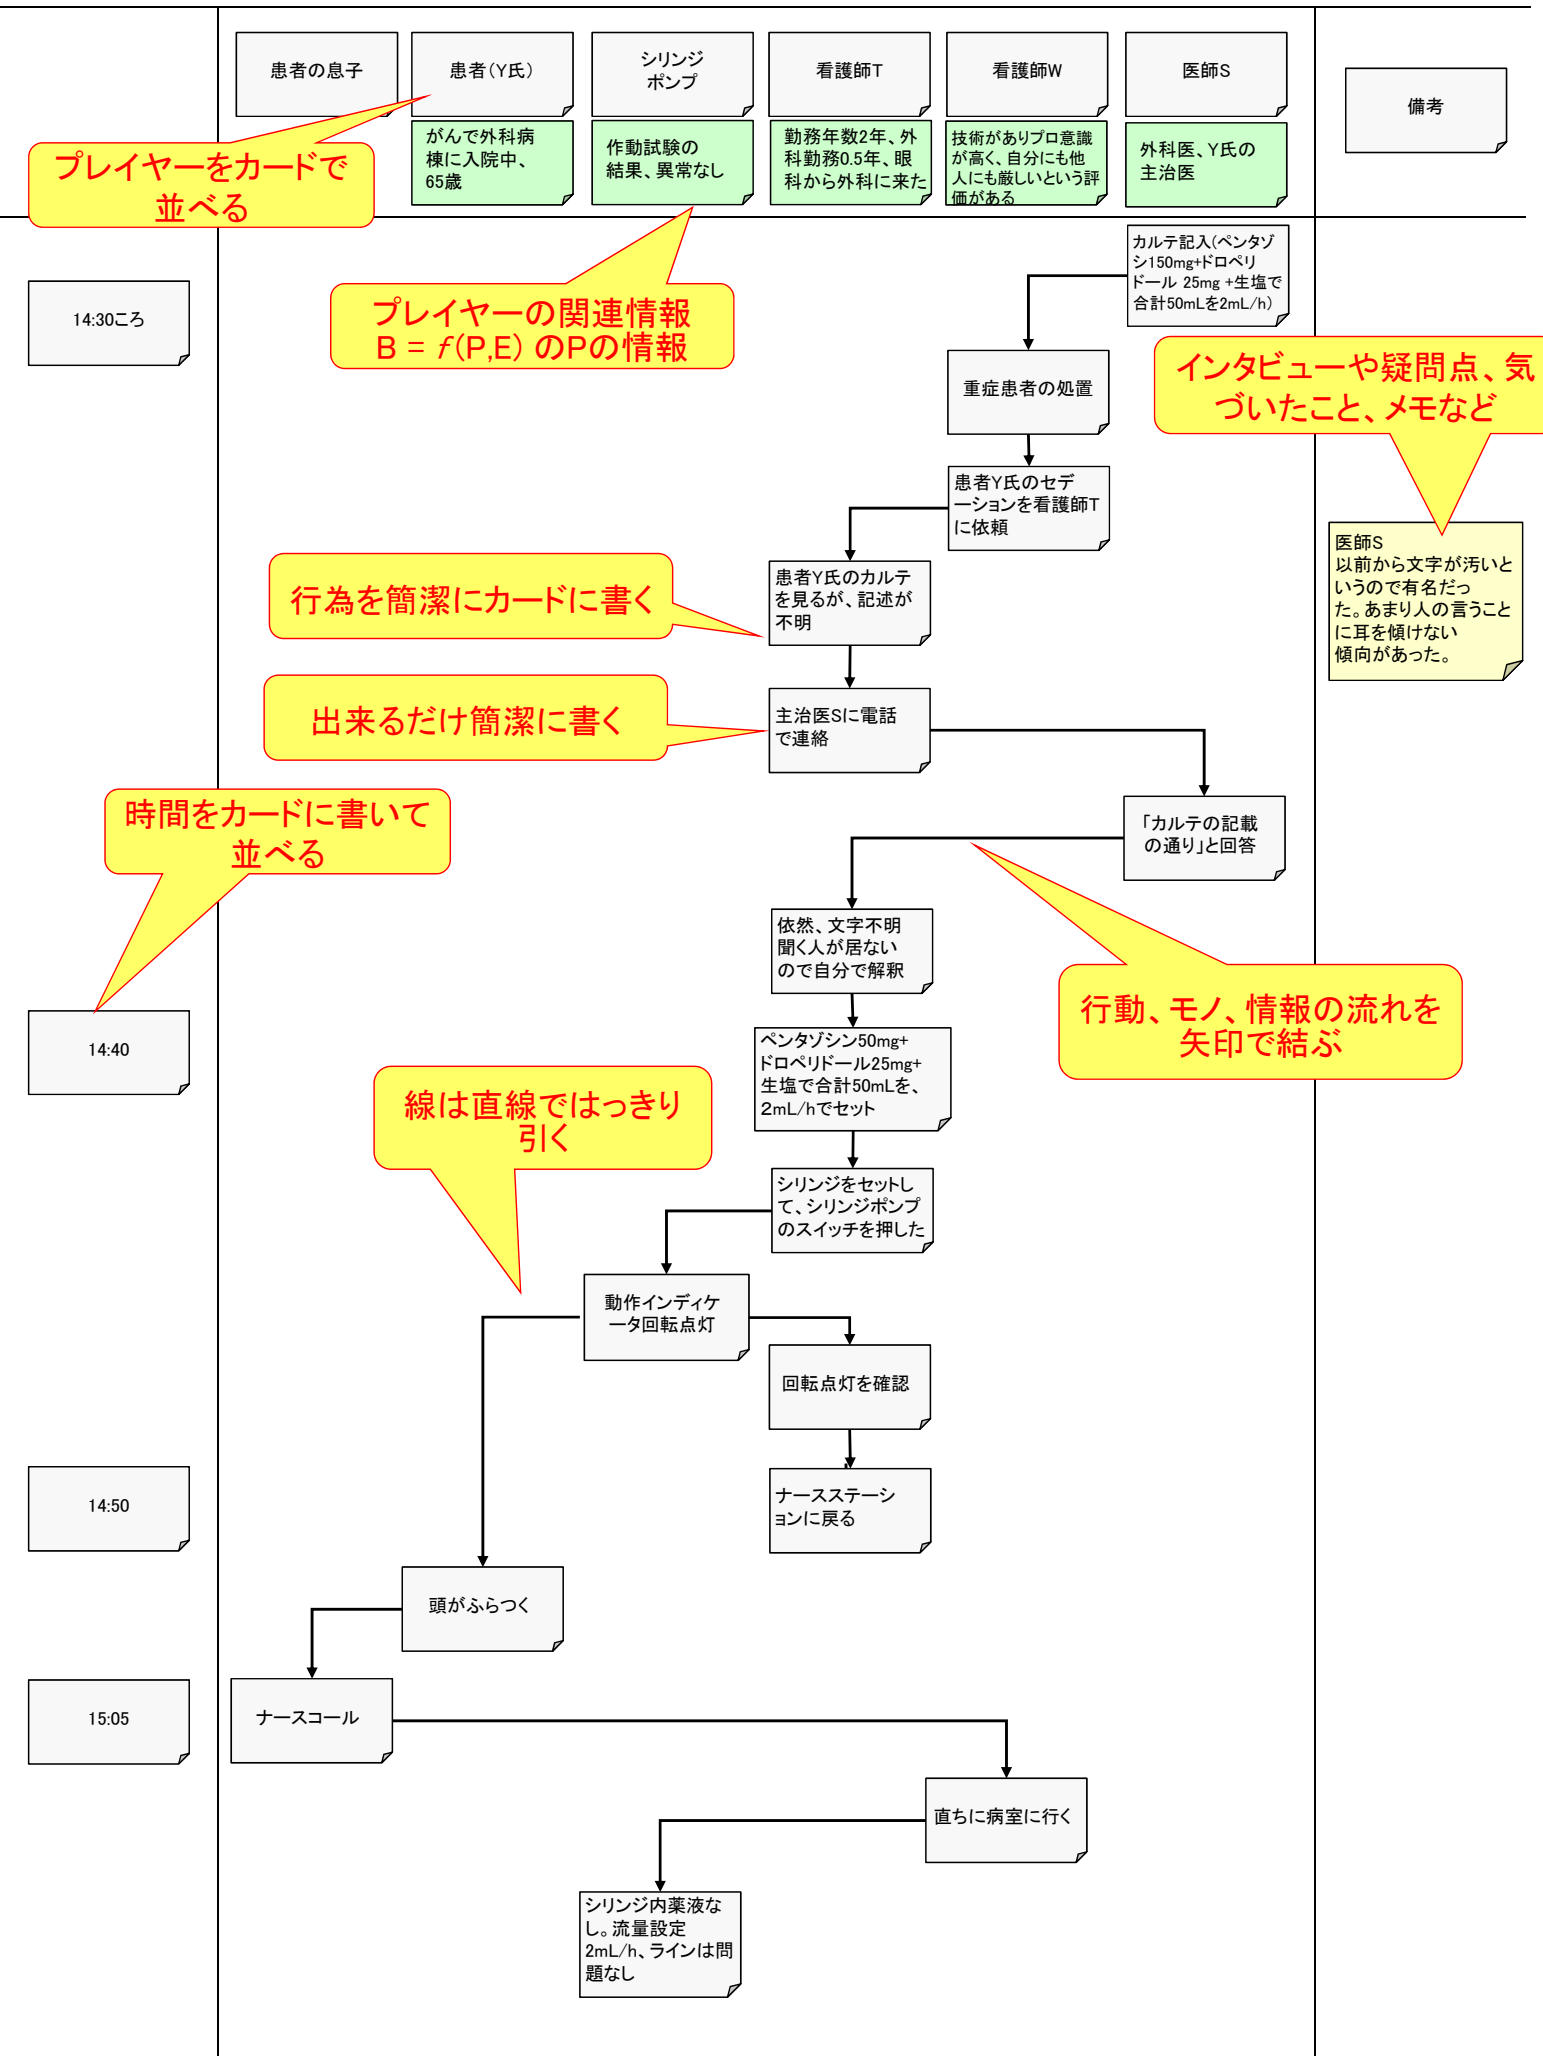 患者の息子
患者(Y氏)
シリンジ
ポンプ
看護師T
看護師W
医師S
備考
がんで外科病
棟に入院中、
65歳
作動試験の
結果、異常なし
勤務年数2年、外
科勤務0.5年、眼
科から外科に来た
技術がありプロ意識
が高く、自分にも他
人にも厳しいという評
価がある
外科医、Y氏の
主治医
プレイヤーをカードで
並べる
プレイヤーの関連情報
B = f(P,E) のPの情報
14:30ころ
カルテ記入(ペンタゾ
シ150mg+ドロペリ
ドール 25mg +生塩で
合計50mLを2mL/h)
重症患者の処置
インタビューや疑問点、気
づいたこと、メモなど
患者Y氏のセデ
ーションを看護師T
に依頼
医師S
以前から文字が汚いと
いうので有名だっ
た。あまり人の言うこと
に耳を傾けない
傾向があった。
行為を簡潔にカードに書く
患者Y氏のカルテ
を見るが、記述が
不明
出来るだけ簡潔に書く
主治医Sに電話
で連絡
時間をカードに書いて
並べる
「カルテの記載
の通り」と回答
依然、文字不明
聞く人が居ない
ので自分で解釈
行動、モノ、情報の流れを
矢印で結ぶ
14:40
ペンタゾシン50mg+
ドロペリドール25mg+
生塩で合計50mLを、
2mL/hでセット
線は直線ではっきり
引く
シリンジをセットし
て、シリンジポンプ
のスイッチを押した
動作インディケ
ータ回転点灯
回転点灯を確認
14:50
ナースステーシ
ョンに戻る
頭がふらつく
15:05
ナースコール
直ちに病室に行く
シリンジ内薬液な
し。流量設定
2mL/h、ラインは問
題なし